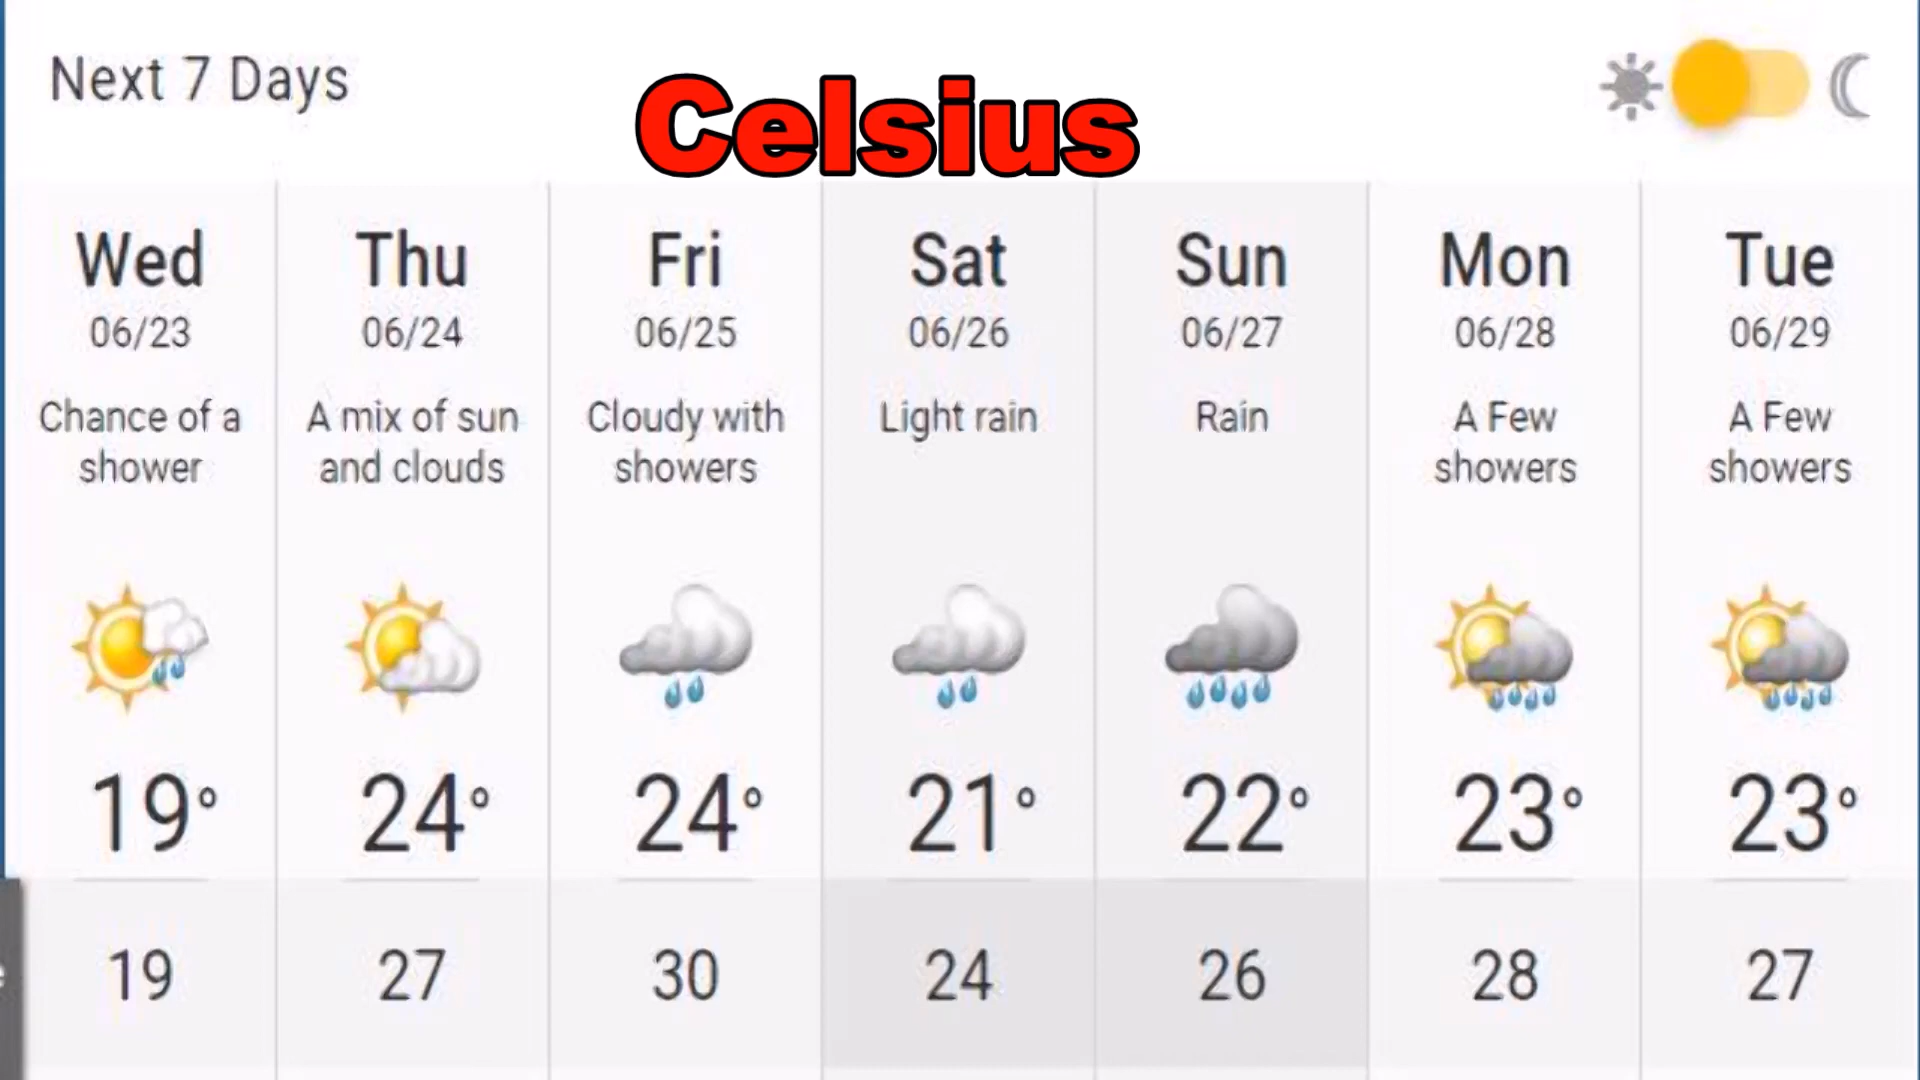 Next 7 Days
Celsius
Wed Thu Fri Sat Sun Mon Tue
06/23 06/24 06/25 06/26 06/27 06/28 06/29
Chance of a A mix of sun Cloudy with Light rain Rain A Few A Few
shower and clouds showers showers showers
19° 24° 24° 21° 22° 23° 23°
19 27 30 24 26 28 27